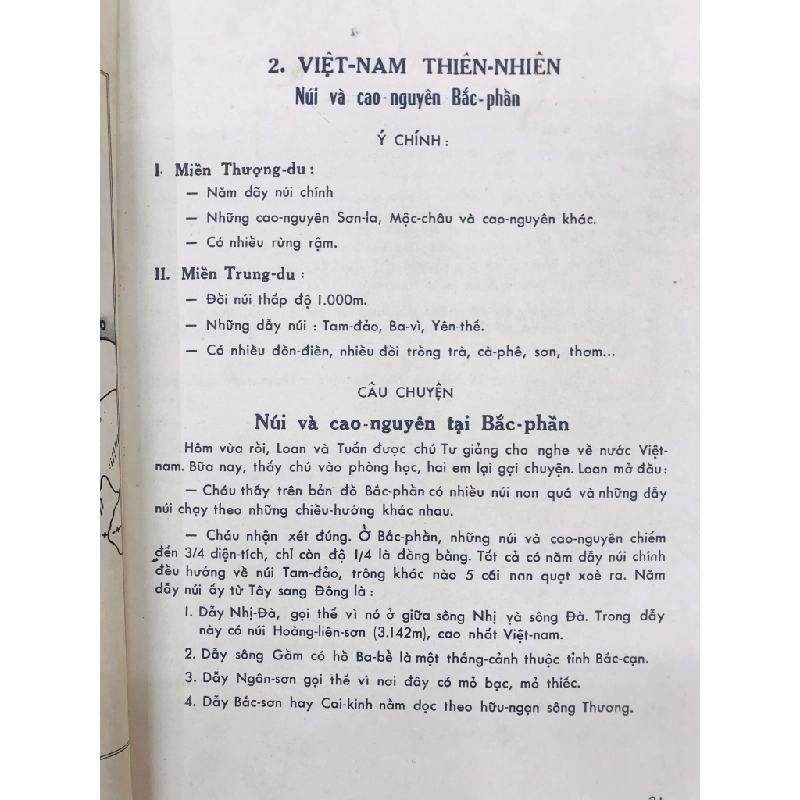 2. VIỆT-NAM THIÊN-NHIÊN
Núi và cao-nguyên Bắc-phần
Ý CHÍNH :
I. Miền Thượng-du :
— Năm dãy núi chính
— Những cao-nguyên Sơn-la, Mộc-châu và cao-nguyên khác.
— Có nhiều rừng rậm.
II. Miền Trung-du :
— Đồi núi thấp độ 1.000m.
— Những dẫy núi : Tam-đảo, Ba-vì, Yên-thế.
— Có nhiều đồn-điền, nhiều đồi trồng trà, cà-phê, sơn, thơm...
CÂU CHUYỆN
Núi và cao-nguyên tại Bắc-phần
Hôm vừa rồi, Loan và Tuấn được chú Tư giảng cho nghe về nước Việt-
nam. Bữa nay, thấy chú vào phòng học, hai em lại gợi chuyện. Loan mở đầu:
— Cháu thấy trên bản đồ Bắc-phần có nhiều núi non quá và những dẫy
núi chạy theo những chiều-hướng khác nhau.
— Cháu nhận xét đúng. Ở Bắc-phần, những núi và cao-nguyên chiếm
đến 3/4 diện-tích, chỉ còn độ 1/4 là đồng bằng. Tất cả có năm dẫy núi chính
đều hướng về núi Tam-đảo, trông khác nào 5 cái nan quạt xoè ra. Năm
dẫy núi ấy từ Tây sang Đông là :
1. Dẫy Nhị-Đà, gọi thế vì nó ở giữa sông Nhị và sông Đà. Trong dẫy
này có núi Hoàng-liên-sơn (3.142m), cao nhất Việt-nam.
2. Dẫy sông Gầm có hồ Ba-bề là một thắng-cảnh thuộc tỉnh Bắc-cạn.
3. Dẫy Ngân-sơn gọi thế vì nơi đây có mỏ bạc, mỏ thiếc.
4. Dẫy Bắc-sơn hay Cai-kinh nằm dọc theo hữu-ngạn sông Thương.